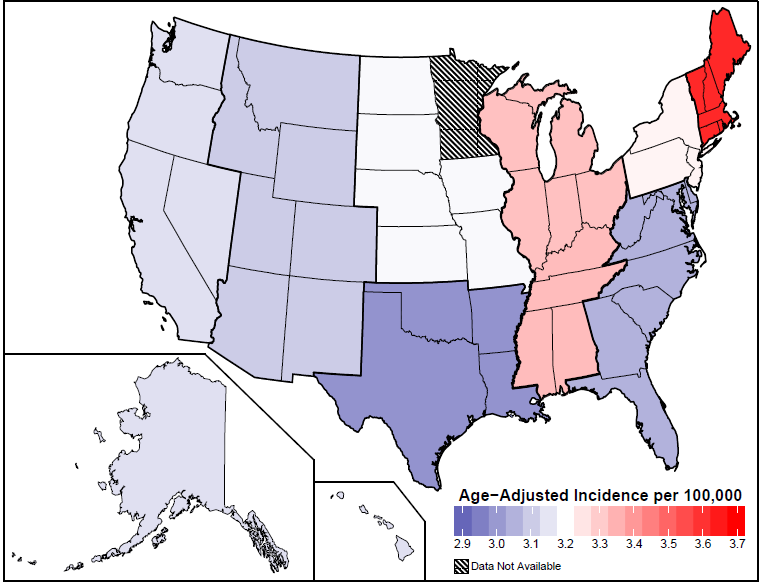 Age−Adjusted Incidence per 100,000
2.9 3.0 3.1 3.2 3.3 3.4 3.5 3.6 3.7
Data Not Available